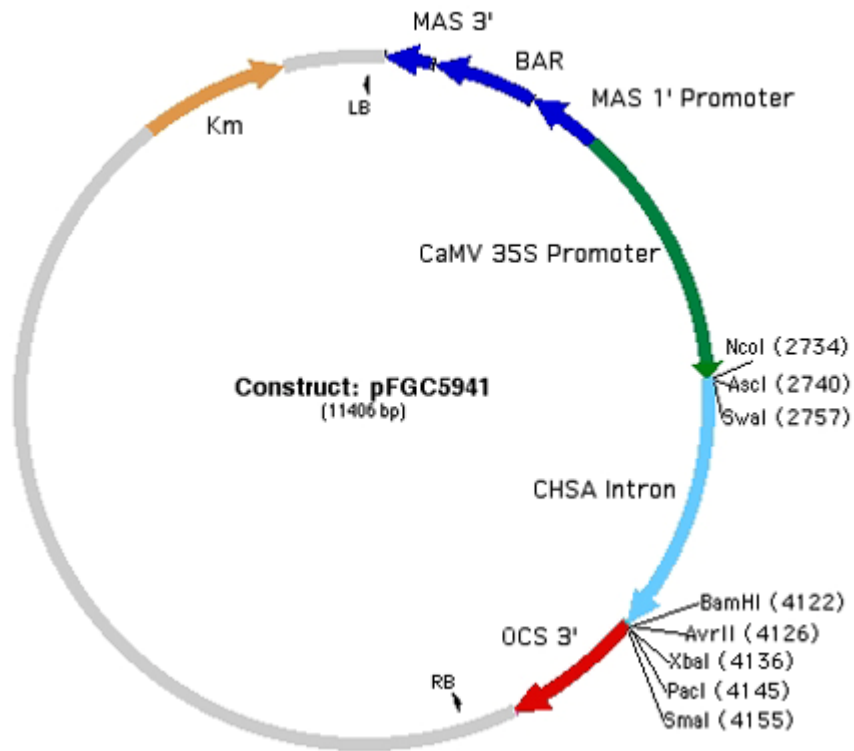 MAS 3'
BAR
MAS 1' Promoter
LB
Km
CaMV 35S Promoter
NcoI (2734)
AscI (2740)
SwaI (2757)
Construct: pFGC5941
(11406 bp)
CHSA Intron
BamHI (4122)
AvrII (4126)
XbaI (4136)
PacI (4145)
SmaI (4155)
OCS 3'
RB